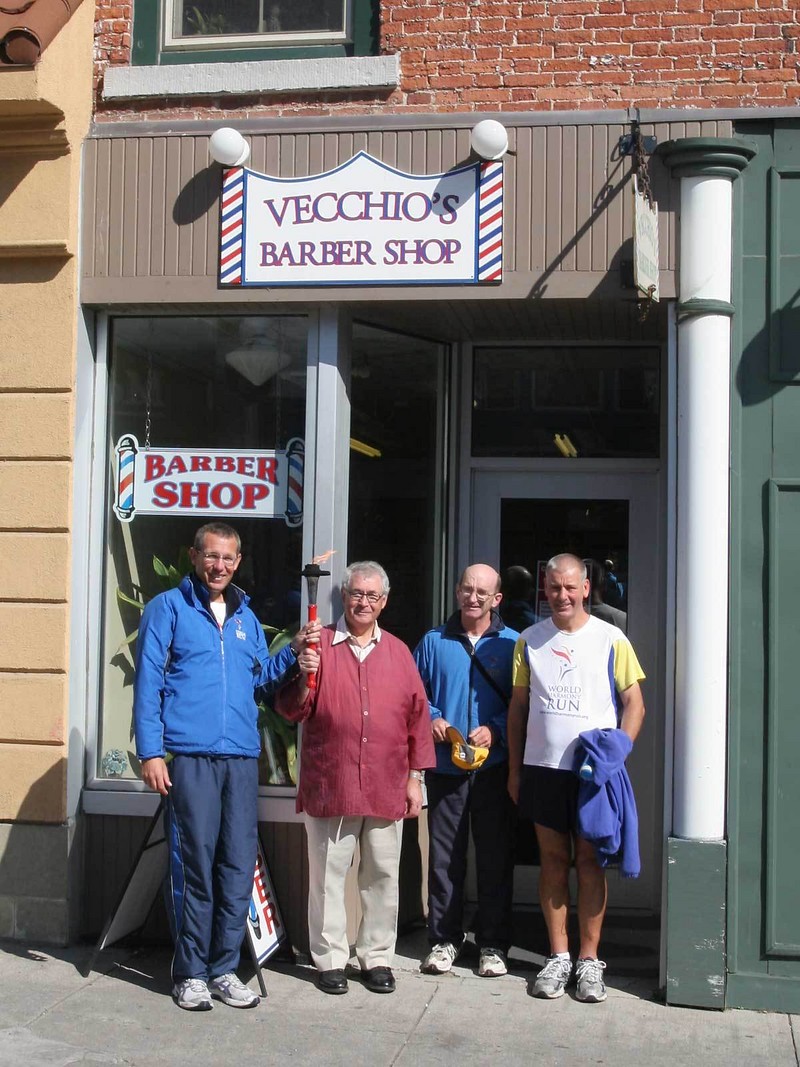 VECCHIO'S
BARBER SHOP
BARBER
SHOP
WORLD
HARMONY
RUN